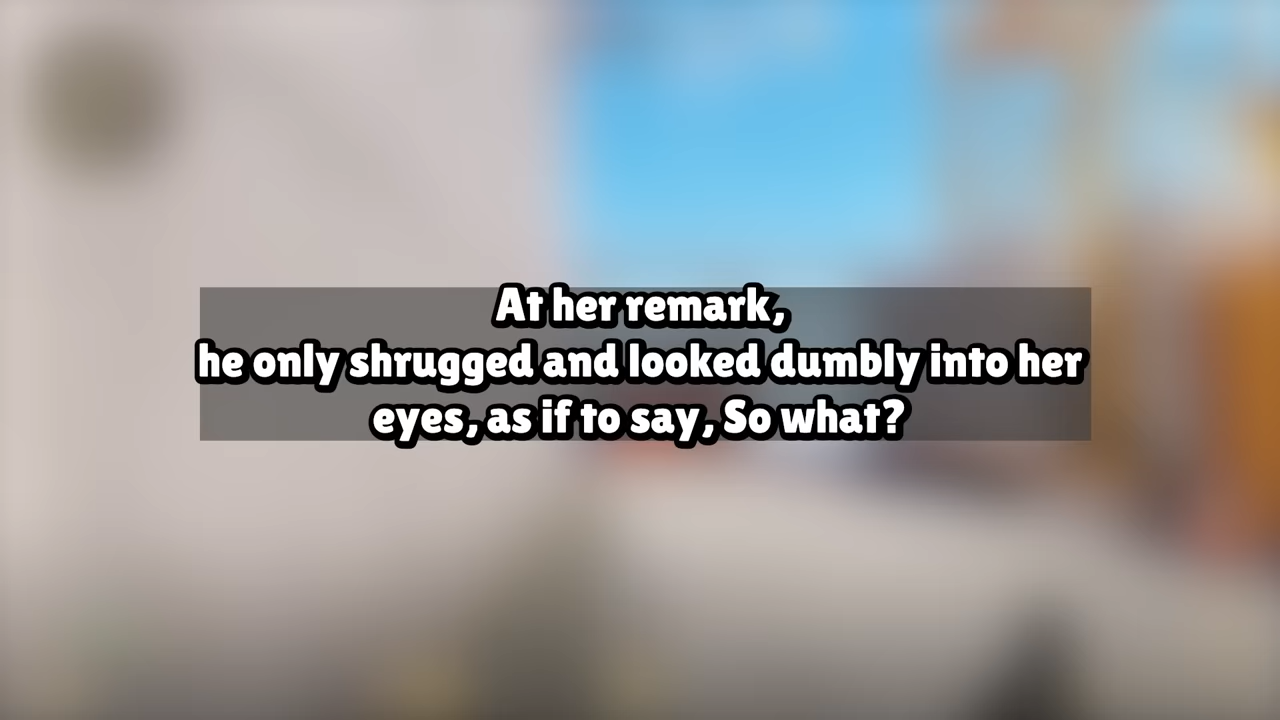 At her remark,
he only shrugged and looked dumbly into her
eyes, as if to say, So what?